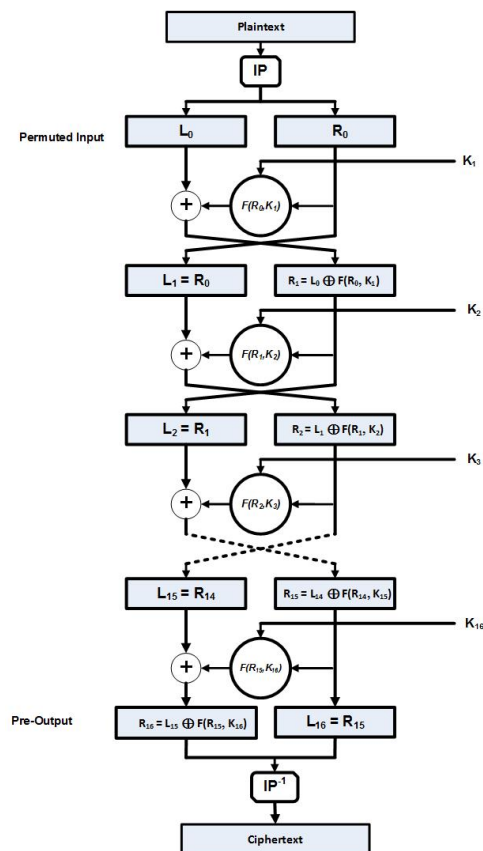 Plaintext
IP
Permuted Input
L₀
R₀
K₁
+
F(R₀,K₁)
L₁ = R₀
R₁ = L₀ ⊕ F(R₀, K₁)
K₂
+
F(R₁,K₂)
L₂ = R₁
R₂ = L₁ ⊕ F(R₁, K₂)
K₃
+
F(R₂,K₃)
L₁₅ = R₁₄
R₁₅ = L₁₄ ⊕ F(R₁₄, K₁₅)
K₁₆
+
F(R₁₅,K₁₆)
Pre-Output
R₁₆ = L₁₅ ⊕ F(R₁₅, K₁₆)
L₁₆ = R₁₅
IP⁻¹
Ciphertext